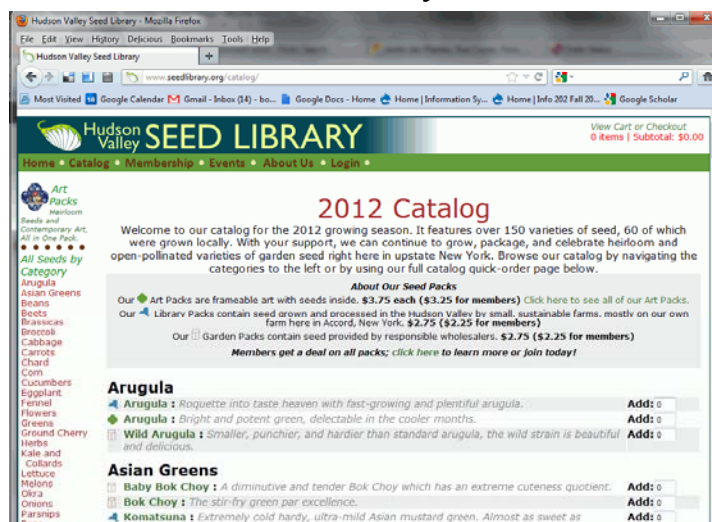 Hudson Valley Seed Library - Mozilla Firefox
File Edit View History Delicious Bookmarks Tools Help
Hudson Valley Seed Library
www.seedlibrary.org/catalog/
Most Visited Google Calendar Gmail - Inbox (14) - bo... Google Docs - Home Home | Information Sy... Home | Info 202 Fall 20... Google Scholar
Hudson Valley SEED LIBRARY
View Cart or Checkout
0 items | Subtotal: $0.00
Home • Catalog • Membership • Events • About Us • Login •
Art
Packs
Heirloom
Seeds and
Contemporary Art.
All in One Pack.
All Seeds by
Category
Arugula
Asian Greens
Beans
Beets
Brassicas
Broccoli
Cabbage
Carrots
Chard
Corn
Cucumbers
Eggplant
Fennel
Flowers
Greens
Ground Cherry
Herbs
Kale and
Collards
Lettuce
Melons
Okra
Onions
Parsnips
2012 Catalog
Welcome to our catalog for the 2012 growing season. It features over 150 varieties of seed, 60 of which
were grown locally. With your support, we can continue to grow, package, and celebrate heirloom and
open-pollinated varieties of garden seed right here in upstate New York. Browse our catalog by navigating the
categories to the left or by using our full catalog quick-order page below.
About Our Seed Packs
Our Art Packs are frameable art with seeds inside. $3.75 each ($3.25 for members) Click here to see all of our Art Packs.
Our Library Packs contain seed grown and processed in the Hudson Valley by small, sustainable farms, mostly on our own
farm here in Accord, New York. $2.75 ($2.25 for members)
Our Garden Packs contain seed provided by responsible wholesalers. $2.75 ($2.25 for members)
Members get a deal on all packs; click here to learn more or join today!
Arugula
Arugula : Roquette into taste heaven with fast-growing and plentiful arugula. Add: 0
Arugula : Bright and potent green, delectable in the cooler months. Add: 0
Wild Arugula : Smaller, punchier, and hardier than standard arugula, the wild strain is beautiful Add: 0
and delicious.
Asian Greens
Baby Bok Choy : A diminutive and tender Bok Choy which has an extreme cuteness quotient. Add: 0
Bok Choy : The stir-fry green par excellence. Add: 0
Komatsuna : Extremely cold hardy, ultra-mild Asian mustard green. Almost as sweet as Add: 0